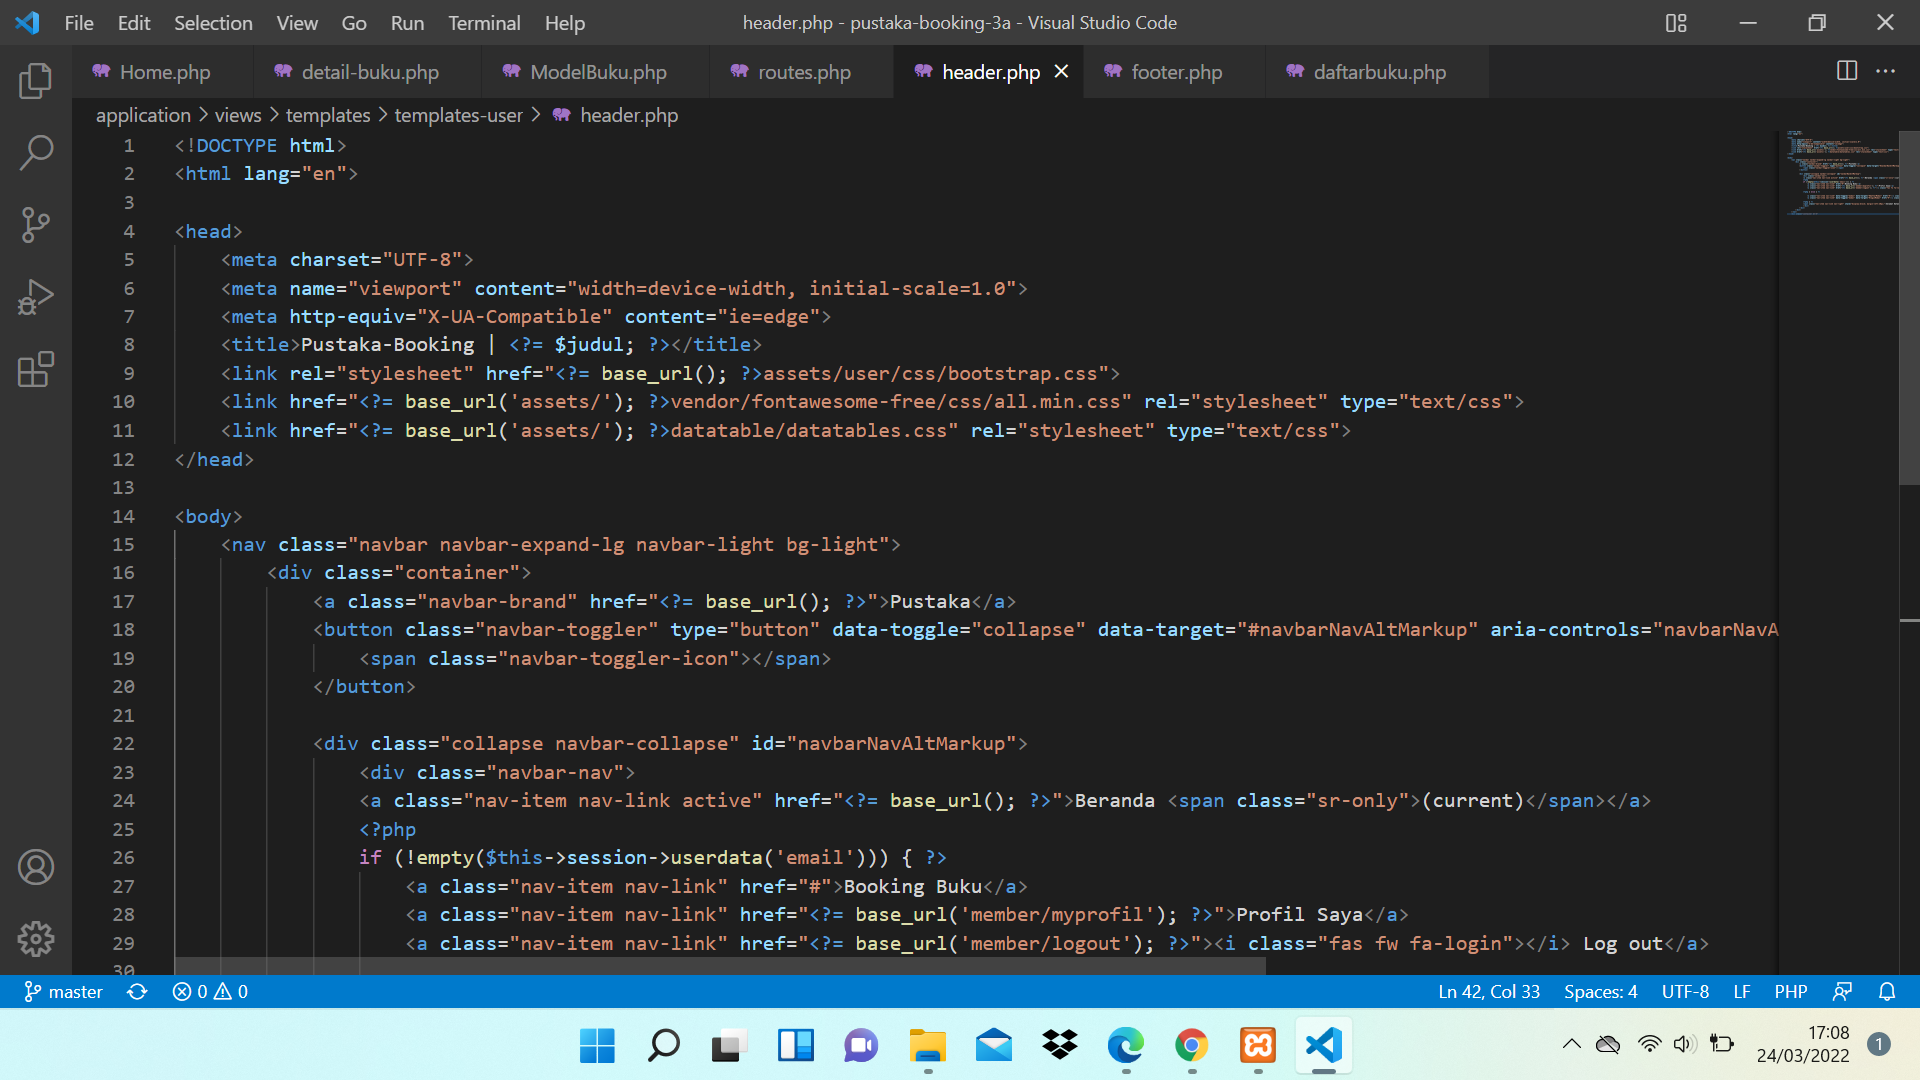 File Edit Selection View Go Run Terminal Help header.php - pustaka-booking-3a - Visual Studio Code
Home.php detail-buku.php ModelBuku.php routes.php header.php footer.php daftarbuku.php
application > views > templates > templates-user > header.php
1 <!DOCTYPE html>
2 <html lang="en">
3
4 <head>
5 <meta charset="UTF-8">
6 <meta name="viewport" content="width=device-width, initial-scale=1.0">
7 <meta http-equiv="X-UA-Compatible" content="ie=edge">
8 <title>Pustaka-Booking | <?= $judul; ?></title>
9 <link rel="stylesheet" href="<?= base_url(); ?>assets/user/css/bootstrap.css">
10 <link href="<?= base_url('assets/'); ?>vendor/fontawesome-free/css/all.min.css" rel="stylesheet" type="text/css">
11 <link href="<?= base_url('assets/'); ?>datatable/datatables.css" rel="stylesheet" type="text/css">
12 </head>
13
14 <body>
15 <nav class="navbar navbar-expand-lg navbar-light bg-light">
16 <div class="container">
17 <a class="navbar-brand" href="<?= base_url(); ?>">Pustaka</a>
18 <button class="navbar-toggler" type="button" data-toggle="collapse" data-target="#navbarNavAltMarkup" aria-controls="navbarNavA
19 <span class="navbar-toggler-icon"></span>
20 </button>
21
22 <div class="collapse navbar-collapse" id="navbarNavAltMarkup">
23 <div class="navbar-nav">
24 <a class="nav-item nav-link active" href="<?= base_url(); ?>">Beranda <span class="sr-only">(current)</span></a>
25 <?php
26 if (!empty($this->session->userdata('email'))) { ?>
27 <a class="nav-item nav-link" href="#">Booking Buku</a>
28 <a class="nav-item nav-link" href="<?= base_url('member/myprofil'); ?>">Profil Saya</a>
29 <a class="nav-item nav-link" href="<?= base_url('member/logout'); ?>"><i class="fas fw fa-login"></i> Log out</a>
30
master 0 0 Ln 42, Col 33 Spaces: 4 UTF-8 LF PHP
17:08
24/03/2022 1